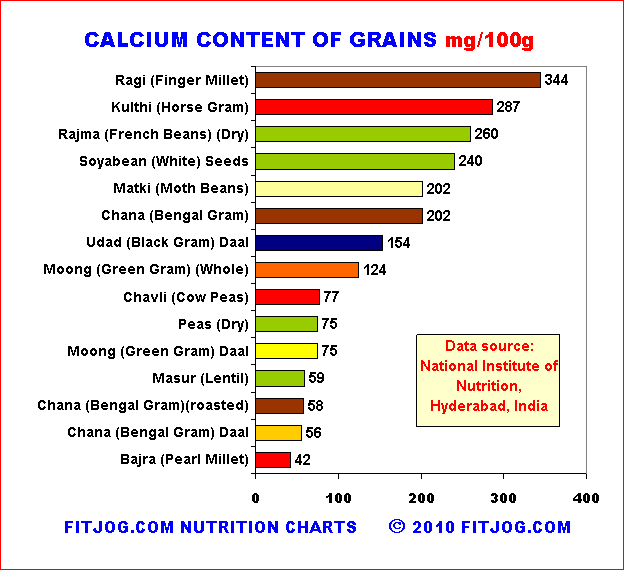 CALCIUM CONTENT OF GRAINS mg/100g
Ragi (Finger Millet) 344
Kulthi (Horse Gram) 287
Rajma (French Beans) (Dry) 260
Soyabean (White) Seeds 240
Matki (Moth Beans) 202
Chana (Bengal Gram) 202
Udad (Black Gram) Daal 154
Moong (Green Gram) (Whole) 124
Chavli (Cow Peas) 77
Peas (Dry) 75
Moong (Green Gram) Daal 75
Masur (Lentil) 59
Chana (Bengal Gram)(roasted) 58
Chana (Bengal Gram) Daal 56
Bajra (Pearl Millet) 42
Data source:
National Institute of
Nutrition,
Hyderabad, India
0 100 200 300 400
FITJOG.COM NUTRITION CHARTS © 2010 FITJOG.COM